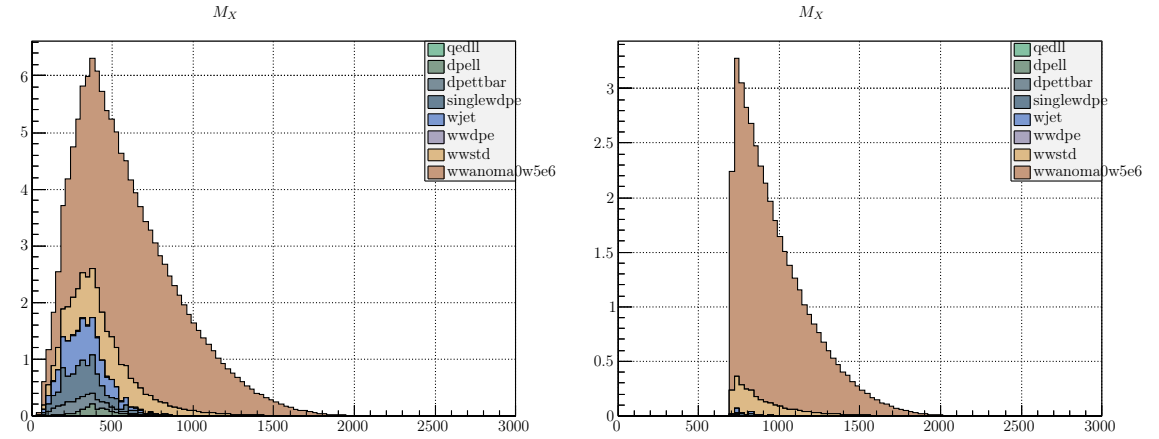 M_X
6
5
4
3
2
1
0
0 500 1000 1500 2000 2500 3000
qedll
dpell
dpettbar
singlewdpe
wjet
wwdpe
wwstd
wwanoma0w5e6
M_X
3
2.5
2
1.5
1
0.5
0
0 500 1000 1500 2000 2500 3000
qedll
dpell
dpettbar
singlewdpe
wjet
wwdpe
wwstd
wwanoma0w5e6